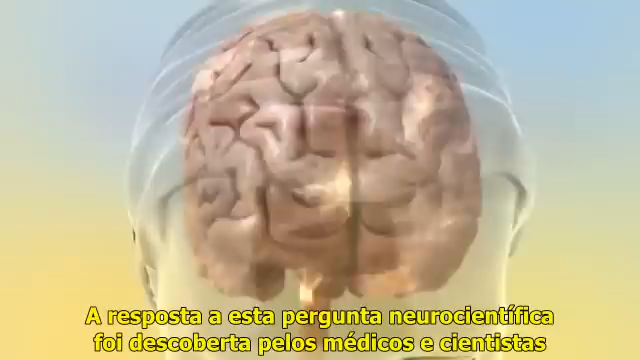 A resposta a esta pergunta neurocientífica
foi descoberta pelos médicos e cientistas